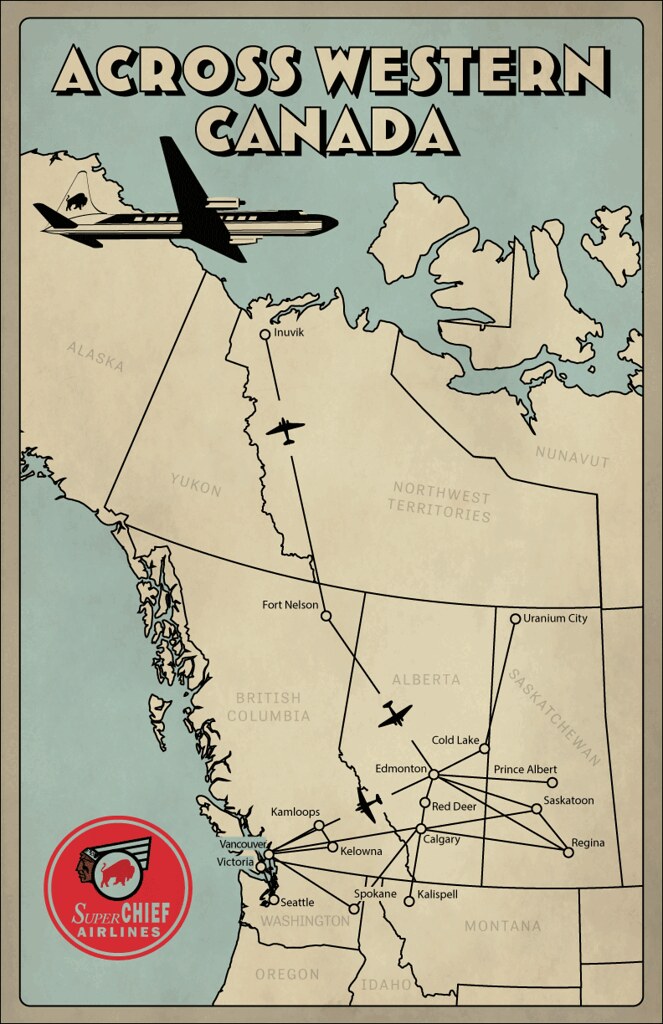 ACROSS WESTERN
CANADA
Inuvik
ALASKA
YUKON
NUNAVUT
NORTHWEST
TERRITORIES
Fort Nelson
Uranium City
ALBERTA
SASKATCHEWAN
BRITISH
COLUMBIA
Cold Lake
Edmonton
Prince Albert
Red Deer
Saskatoon
Kamloops
Calgary
Vancouver
Kelowna
Regina
Victoria
Seattle
Spokane
Kalispell
WASHINGTON
MONTANA
OREGON
IDAHO
SUPER CHIEF
AIRLINES